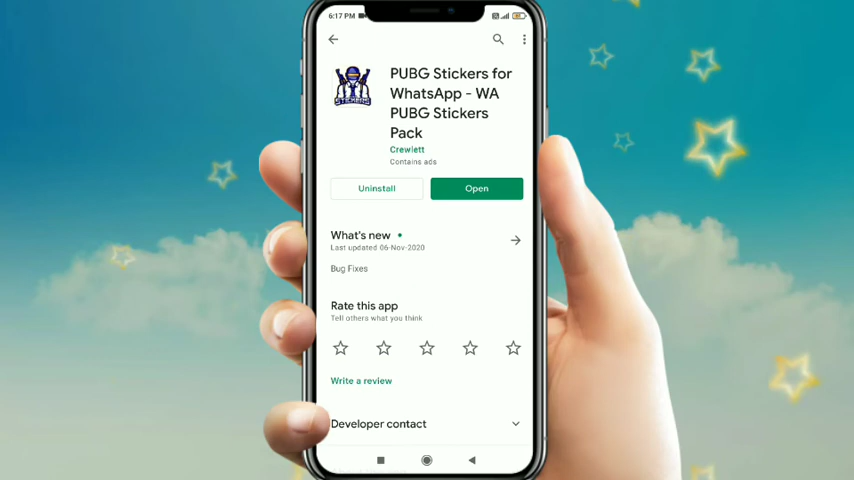 6:17 PM
PUBG Stickers for
WhatsApp - WA
PUBG Stickers
Pack
STICKERS
Crewlett
Contains ads
Uninstall
Open
What's new
Last updated 06-Nov-2020
Bug Fixes
Rate this app
Tell others what you think
Write a review
Developer contact